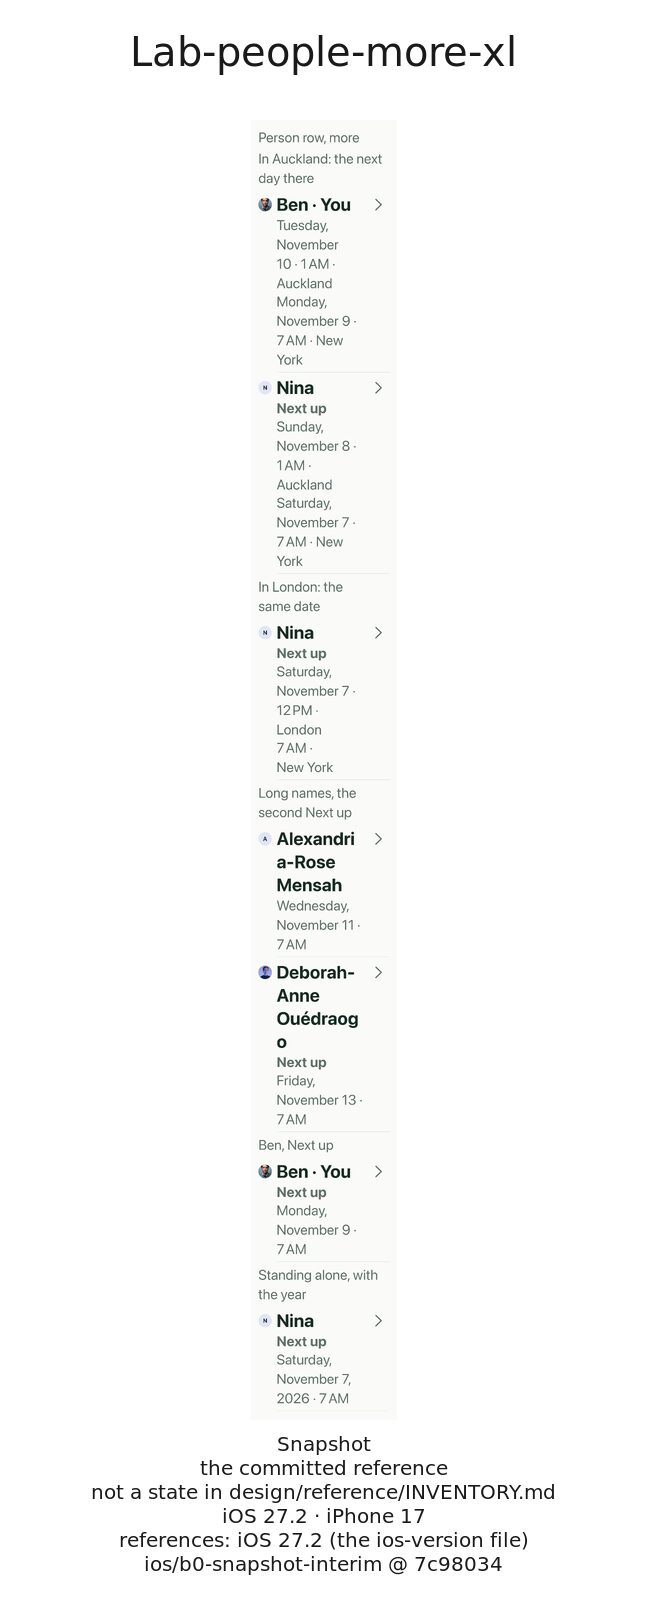 Lab-people-more-xl
Person row, more
In Auckland: the next
day there
Ben · You
Tuesday,
November
10 · 1 AM ·
Auckland
Monday,
November 9 ·
7 AM · New
York
N
Nina
Next up
Sunday,
November 8 ·
1 AM ·
Auckland
Saturday,
November 7 ·
7 AM · New
York
In London: the
same date
N
Nina
Next up
Saturday,
November 7 ·
12 PM ·
London
7 AM ·
New York
Long names, the
second Next up
A
Alexandri
a-Rose
Mensah
Wednesday,
November 11 ·
7 AM
Deborah-
Anne
Ouédraog
o
Next up
Friday,
November 13 ·
7 AM
Ben, Next up
Ben · You
Next up
Monday,
November 9 ·
7 AM
Standing alone, with
the year
N
Nina
Next up
Saturday,
November 7,
2026 · 7 AM
Snapshot
the committed reference
not a state in design/reference/INVENTORY.md
iOS 27.2 · iPhone 17
references: iOS 27.2 (the ios-version file)
ios/b0-snapshot-interim @ 7c98034